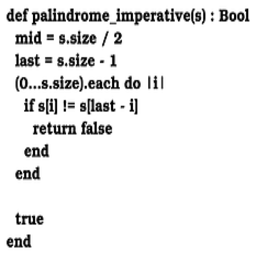 def palindrome_imperative(s) : Bool
mid = s.size / 2
last = s.size - 1
(0...s.size).each do |i|
if s[i] != s[last - i]
return false
end
end
true
end